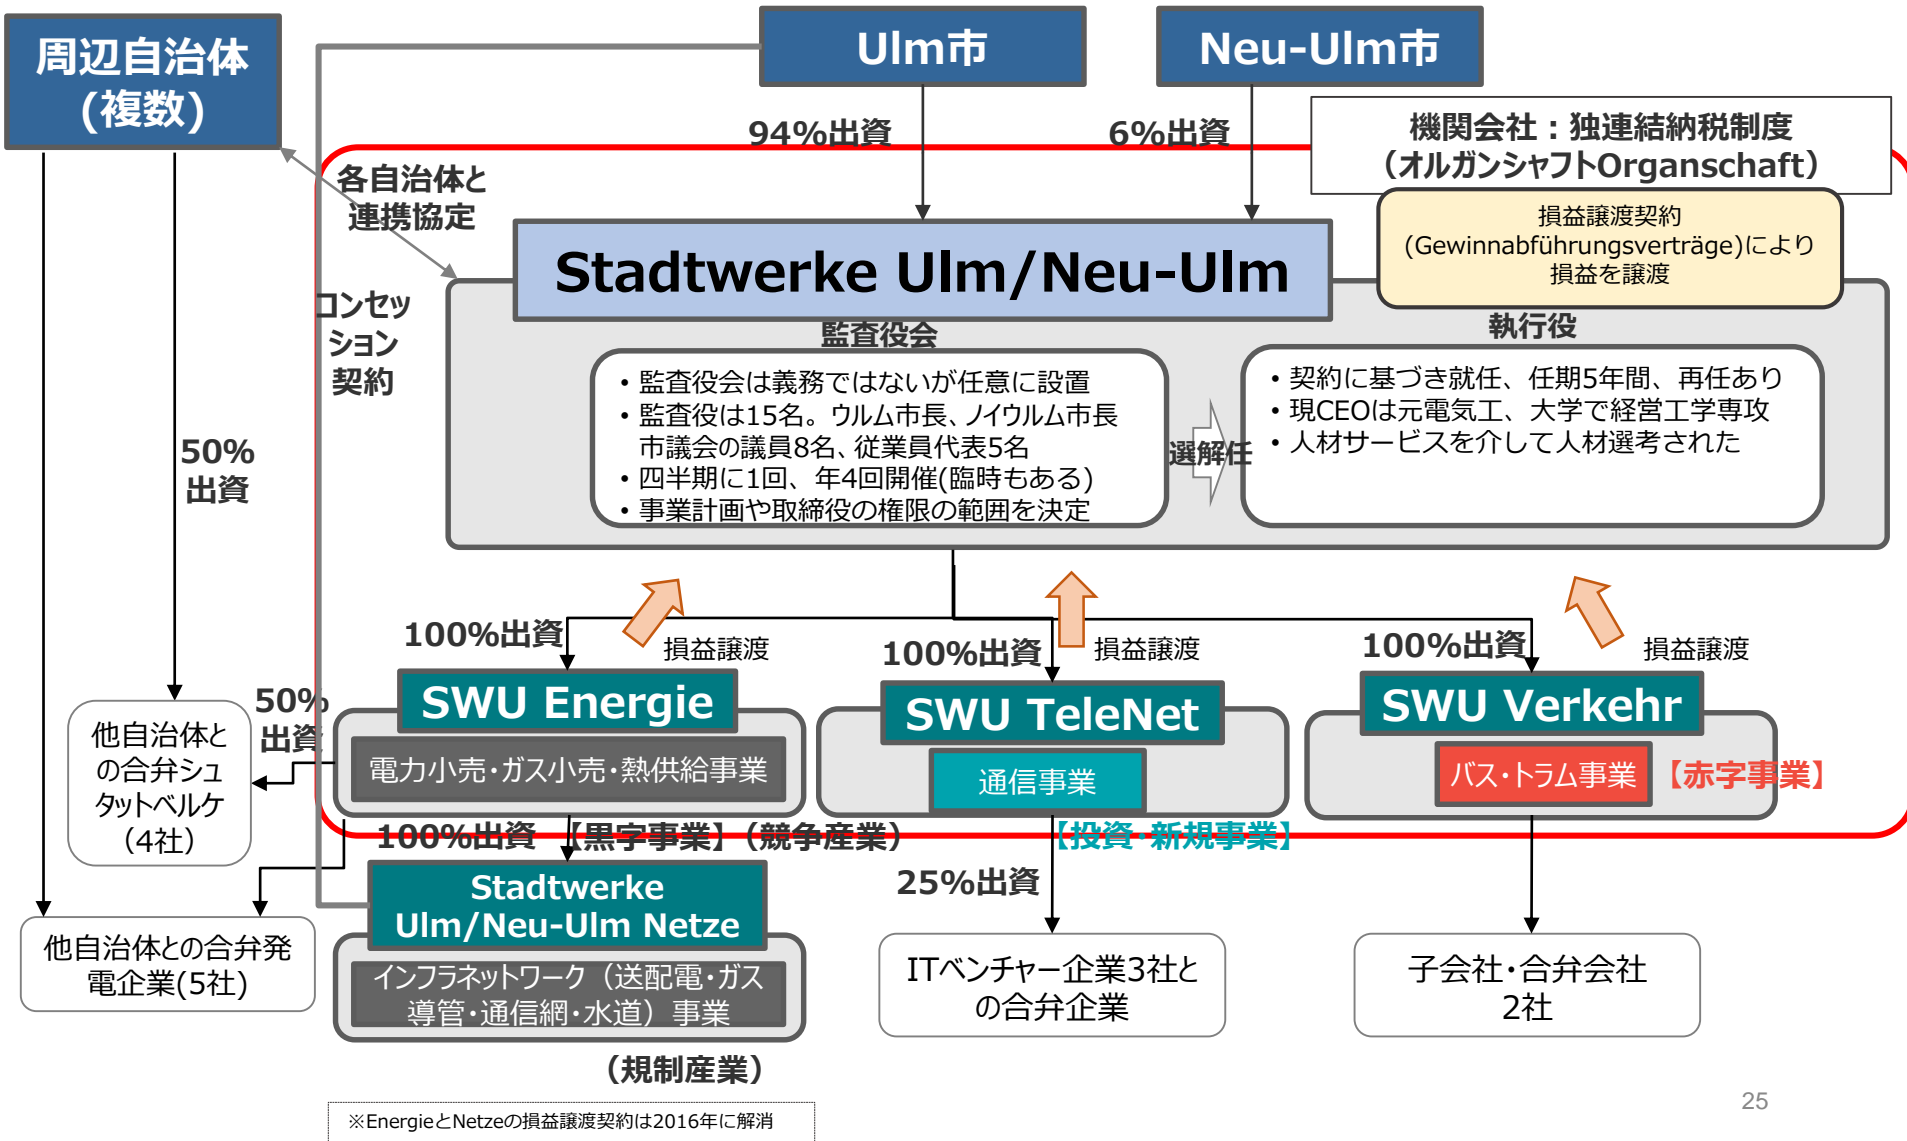 周辺自治体
(複数)
Ulm市
Neu-Ulm市
94%出資
6%出資
機関会社：独連結納税制度
（オルガンシャフトOrganschaft）
各自治体と
連携協定
損益譲渡契約
(Gewinnabführungsverträge)により
損益を譲渡
Stadtwerke Ulm/Neu-Ulm
コンセッ
ション
契約
監査役会
・監査役会は義務ではないが任意に設置
・監査役は15名。ウルム市長、ノイウルム市長
市議会の議員8名、従業員代表5名
・四半期に1回、年4回開催(臨時もある)
・事業計画や取締役の権限の範囲を決定
選解任
執行役
・契約に基づき就任、任期5年間、再任あり
・現CEOは元電気工、大学で経営工学専攻
・人材サービスを介して人材選考された
50%
出資
100%出資
損益譲渡
100%出資
損益譲渡
100%出資
損益譲渡
50%
出資
SWU Energie
電力小売・ガス小売・熱供給事業
SWU TeleNet
通信事業
SWU Verkehr
バス・トラム事業
【赤字事業】
他自治体と
の合弁シュ
タットベルケ
（4社）
100%出資
【黒字事業】（競争産業）
【投資・新規事業】
25%出資
Stadtwerke
Ulm/Neu-Ulm Netze
インフラネットワーク（送配電・ガス
導管・通信網・水道）事業
（規制産業）
他自治体との合弁発
電企業(5社)
ITベンチャー企業3社と
の合弁企業
子会社・合弁会社
2社
※EnergieとNetzeの損益譲渡契約は2016年に解消
25